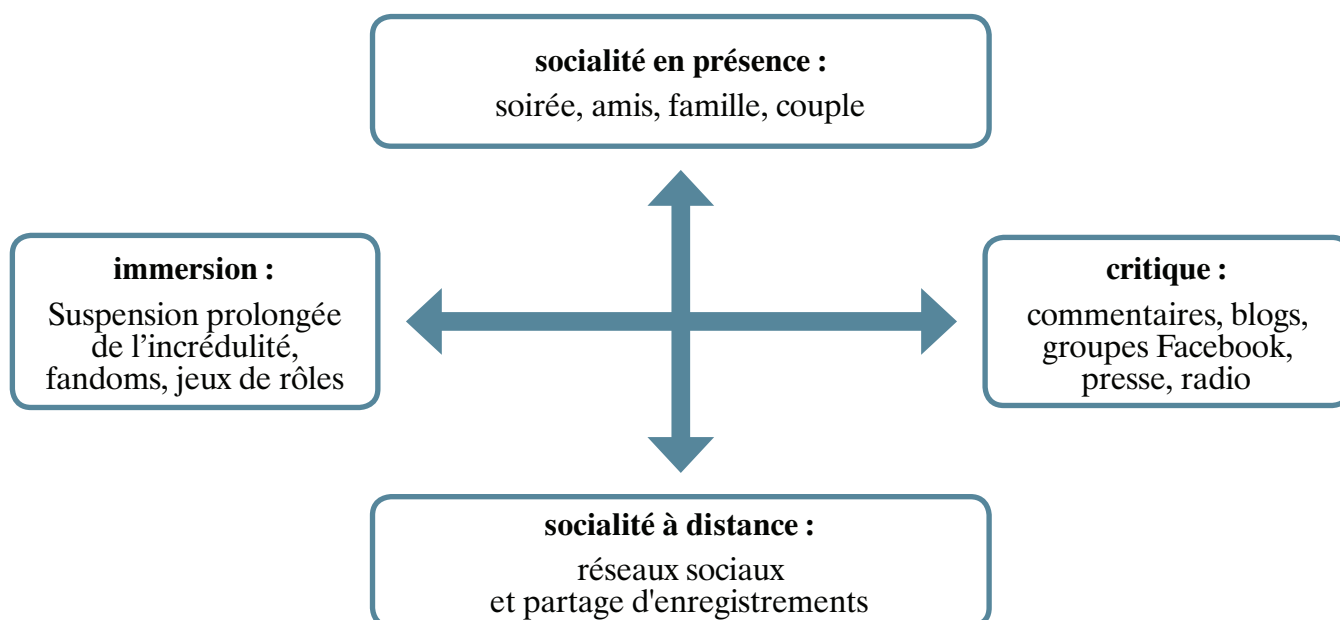 socialité en présence :
soirée, amis, famille, couple
immersion :
Suspension prolongée
de l’incrédulité,
fandoms, jeux de rôles
critique :
commentaires, blogs,
groupes Facebook,
presse, radio
socialité à distance :
réseaux sociaux
et partage d'enregistrements